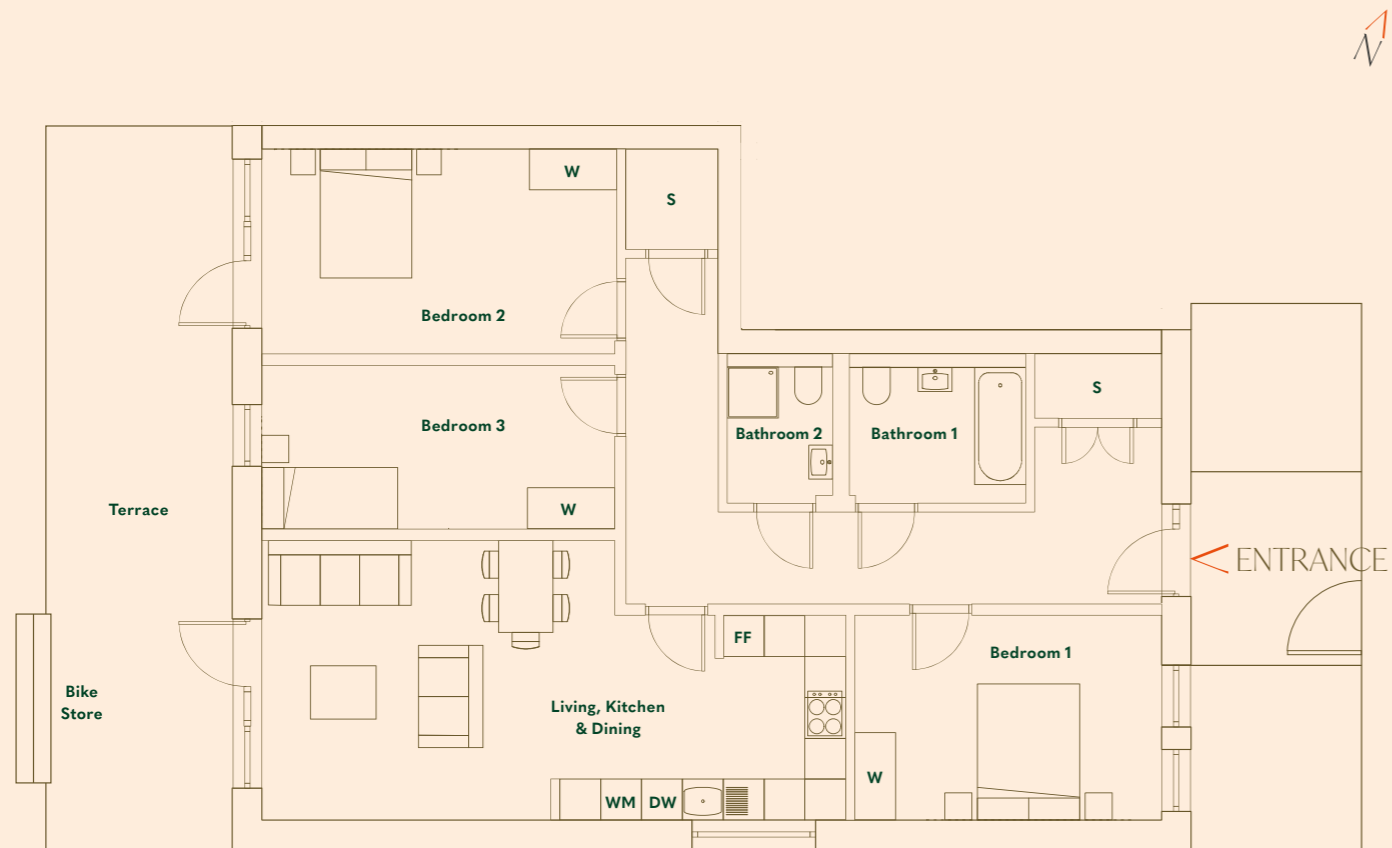 N
W
S
Bedroom 2
Bedroom 3
S
Bathroom 2
Bathroom 1
Terrace
W
ENTRANCE
FF
Bedroom 1
Bike
Store
Living, Kitchen
& Dining
W
WM
DW